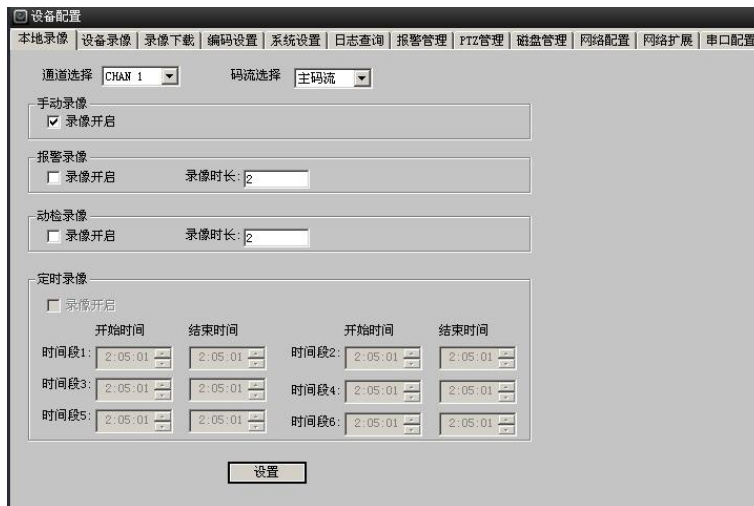 设备配置
本地录像 设备录像 录像下载 编码设置 系统设置 日志查询 报警管理 PTZ管理 磁盘管理 网络配置 网络扩展 串口配置
通道选择 CHAN 1 码流选择 主码流
手动录像
录像开启
报警录像
录像开启 录像时长: 2
动检录像
录像开启 录像时长: 2
定时录像
录像开启
开始时间 结束时间 开始时间 结束时间
时间段1: 2:05:01 2:05:01 时间段2: 2:05:01 2:05:01
时间段3: 2:05:01 2:05:01 时间段4: 2:05:01 2:05:01
时间段5: 2:05:01 2:05:01 时间段6: 2:05:01 2:05:01
设置